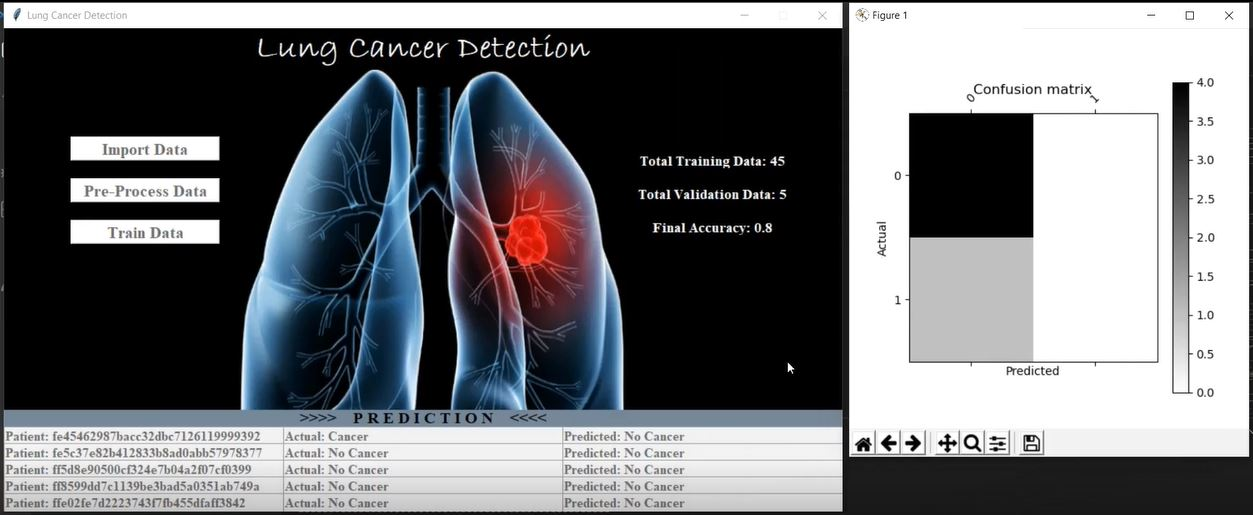 Lung Cancer Detection
Lung Cancer Detection
Import Data
Pre-Process Data
Train Data
Total Training Data: 45
Total Validation Data: 5
Final Accuracy: 0.8
>>>> P R E D I C T I O N <<<<
Patient: fe45462987bacc32dbc7126119999392 Actual: Cancer Predicted: No Cancer
Patient: fe5c37e82b412833b8ad0abb57978377 Actual: No Cancer Predicted: No Cancer
Patient: ff5d8e90500cf324e7b04a2f07cf0399 Actual: No Cancer Predicted: No Cancer
Patient: ff8599dd7c1139be3bad5a0351ab749a Actual: No Cancer Predicted: No Cancer
Patient: ffe02fe7d2223743f7fb455dfaff3842 Actual: No Cancer Predicted: No Cancer
Figure 1
Confusion matrix
0 1
0
1
Actual
Predicted
4.0
3.5
3.0
2.5
2.0
1.5
1.0
0.5
0.0